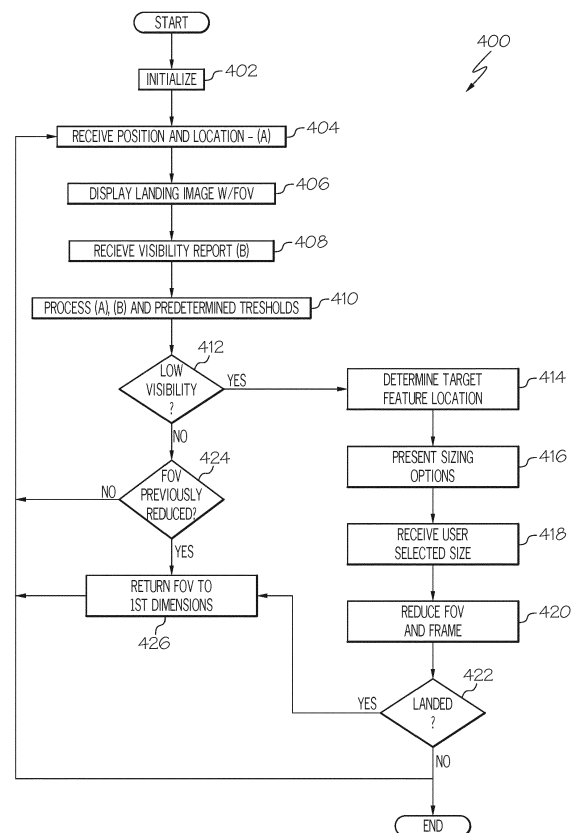 START
400
INITIALIZE
402
RECEIVE POSITION AND LOCATION - (A)
404
DISPLAY LANDING IMAGE W/FOV
406
RECIEVE VISIBILITY REPORT (B)
408
PROCESS (A), (B) AND PREDETERMINED TRESHOLDS
410
412
LOW
VISIBILITY
?
YES
NO
DETERMINE TARGET
FEATURE LOCATION
414
PRESENT SIZING
OPTIONS
416
424
FOV
PREVIOUSLY
REDUCED?
NO
YES
RECEIVE USER
SELECTED SIZE
418
RETURN FOV TO
1ST DIMENSIONS
426
REDUCE FOV
AND FRAME
420
422
LANDED
?
YES
NO
END